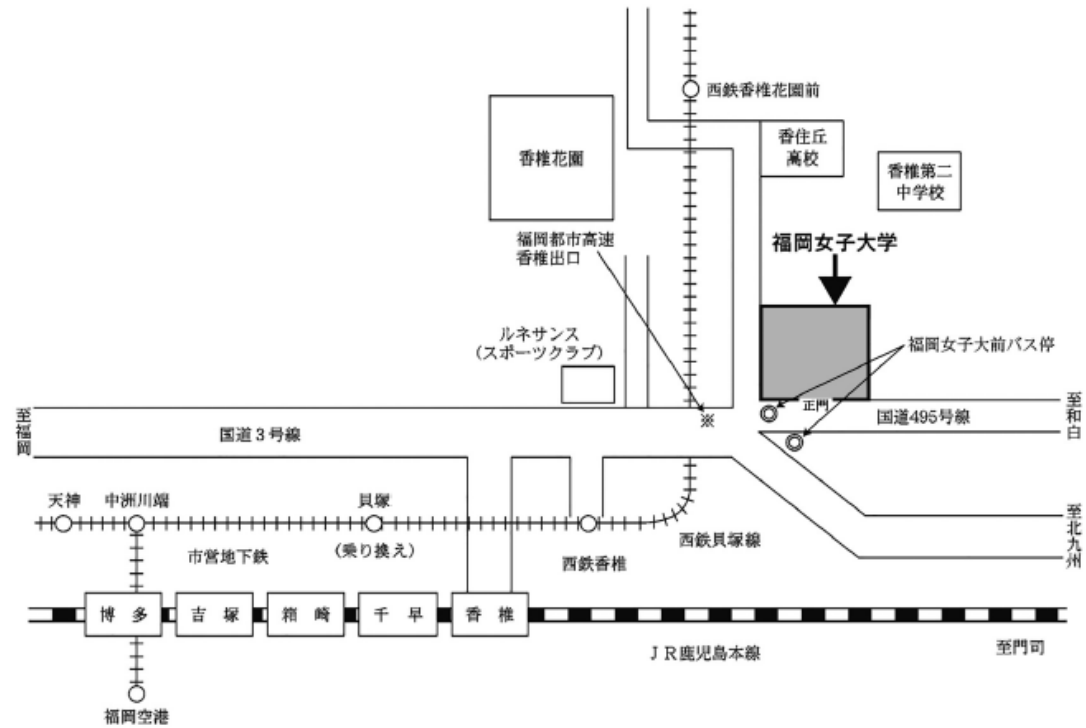 西鉄香椎花園前
香椎花園
香住丘
高校
香椎第二
中学校
福岡都市高速
香椎出口
福岡女子大学
ルネサンス
(スポーツクラブ)
福岡女子大前バス停
至福岡
国道3号線
※
正門
国道495号線
至和白
天神
中洲川端
貝塚
(乗り換え)
市営地下鉄
西鉄香椎
西鉄貝塚線
至北九州
博多
吉塚
箱崎
千早
香椎
JR鹿児島本線
至門司
福岡空港